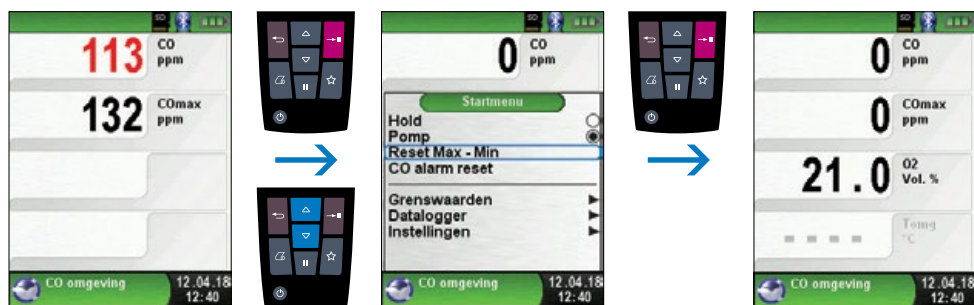 SD
113 CO ppm
132 COmax ppm
CO omgeving
12.04.18
12:40
SD
0 CO ppm
Startmenu
Hold
Pomp
Reset Max - Min
CO alarm reset
Grenswaarden
Datalogger
Instellingen
CO omgeving
12.04.18
12:40
SD
0 CO ppm
0 COmax ppm
21.0 O2 Vol. %
- - - - Tomg °C
CO omgeving
12.04.18
12:40